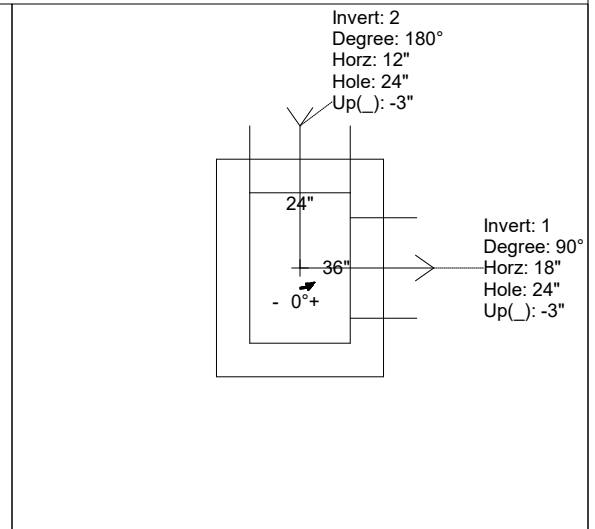 Invert: 2
Degree: 180°
Horz: 12"
Hole: 24"
Up(_): -3"
24"
36"
- 0°+
Invert: 1
Degree: 90°
Horz: 18"
Hole: 24"
Up(_): -3"